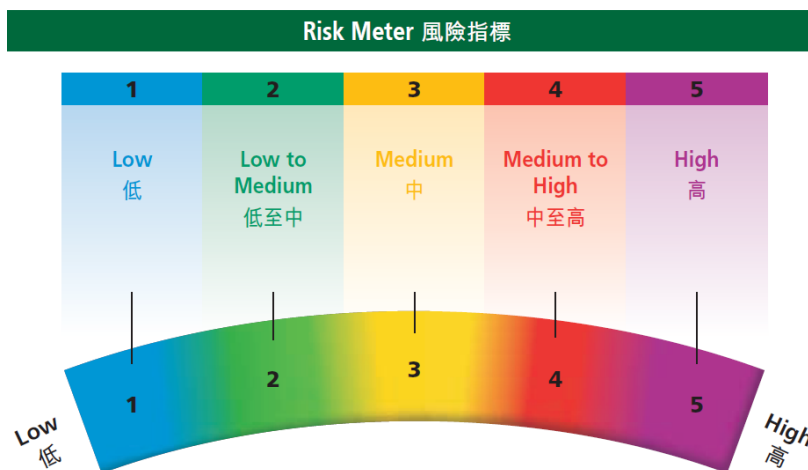 Risk Meter 風險指標
1 2 3 4 5
Low
低
Low to
Medium
低至中
Medium
中
Medium to
High
中至高
High
高
1 2 3 4 5
Low
低
High
高